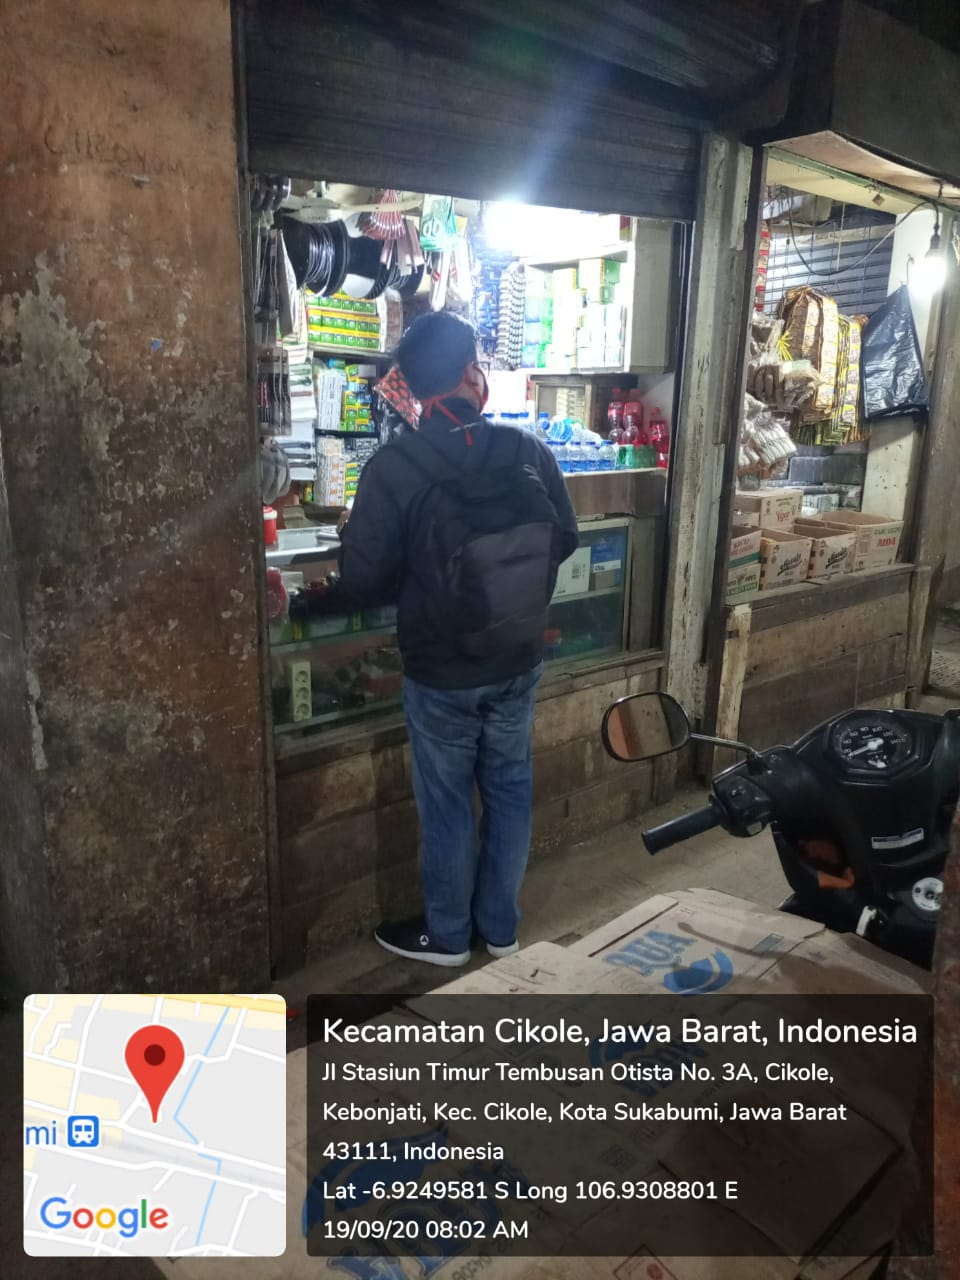 CHROYOK
AQUA
Kecamatan Cikole, Jawa Barat, Indonesia
Jl Stasiun Timur Tembusan Otista No. 3A, Cikole,
Kebonjati, Kec. Cikole, Kota Sukabumi, Jawa Barat
43111, Indonesia
Lat -6.9249581 S Long 106.9308801 E
19/09/20 08:02 AM
mi
Google